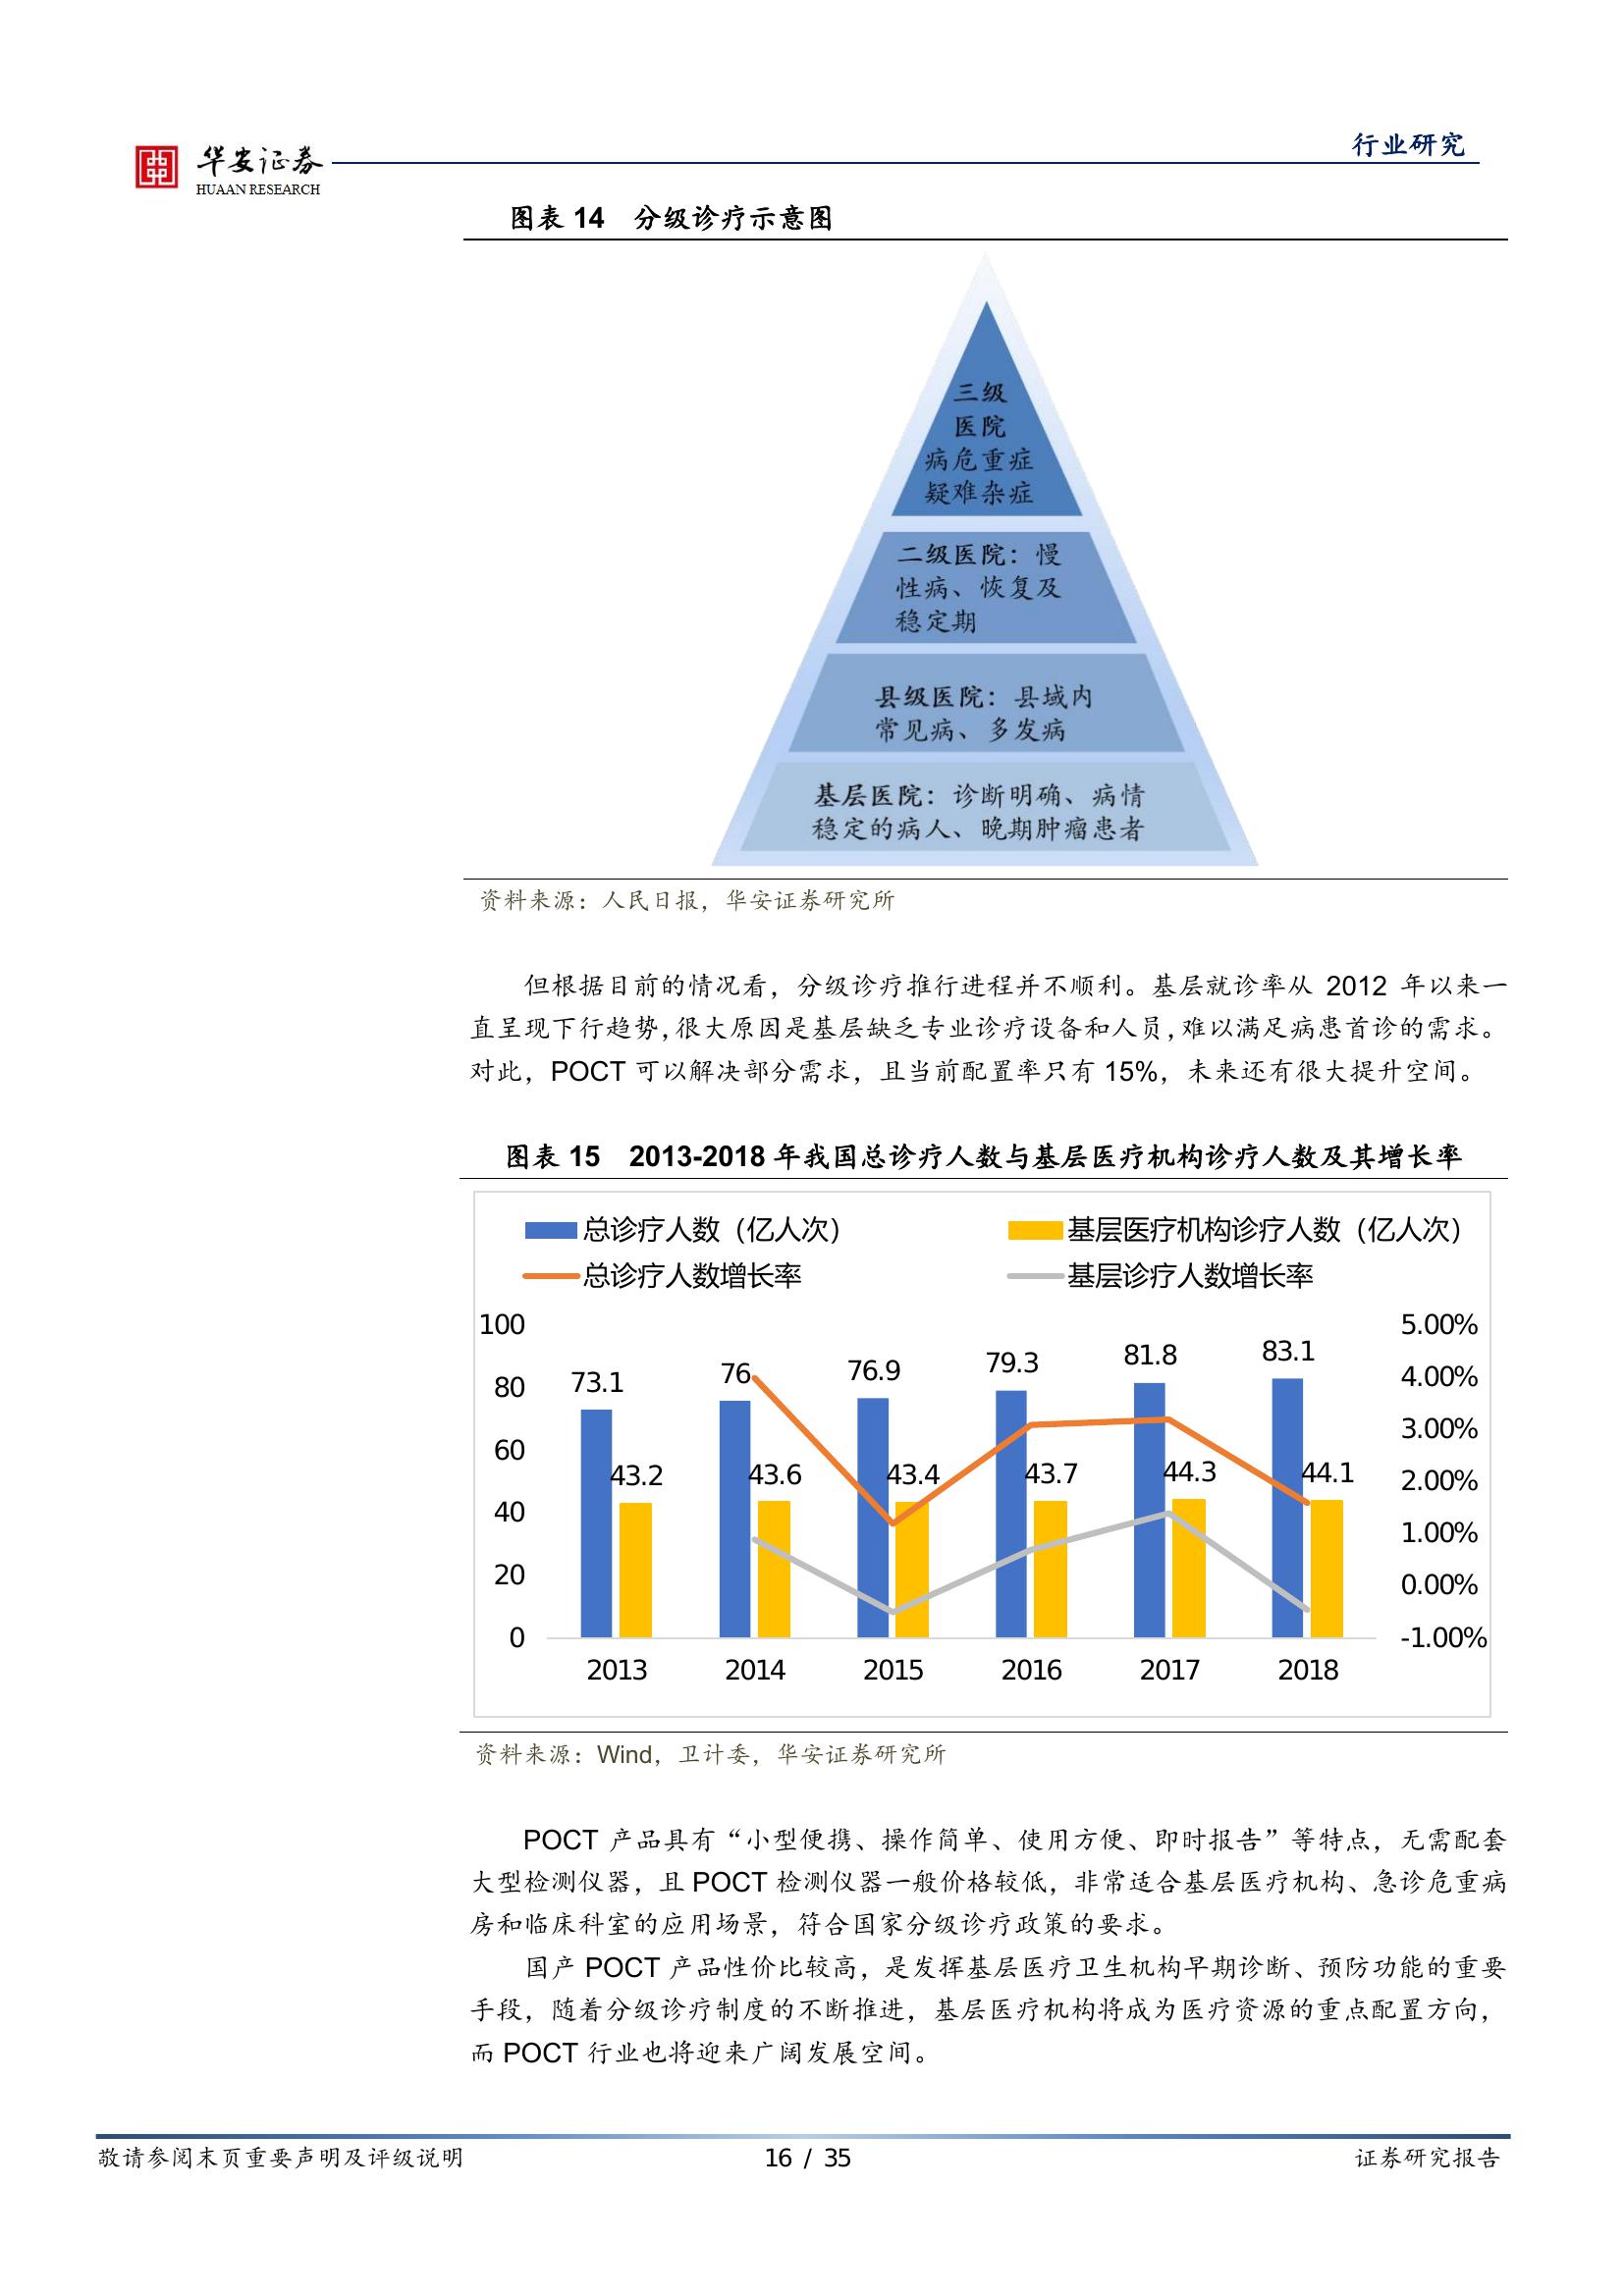 华安证券
HUAAN RESEARCH
行业研究
图表 14 分级诊疗示意图
三级
医院
病危重症
疑难杂症
二级医院：慢
性病、恢复及
稳定期
县级医院：县域内
常见病、多发病
基层医院：诊断明确、病情
稳定的病人、晚期肿瘤患者
资料来源：人民日报，华安证券研究所
但根据目前的情况看，分级诊疗推行进程并不顺利。基层就诊率从 2012 年以来一
直呈现下行趋势，很大原因是基层缺乏专业诊疗设备和人员，难以满足病患首诊的需求。
对此，POCT 可以解决部分需求，且当前配置率只有 15%，未来还有很大提升空间。
图表 15 2013-2018 年我国总诊疗人数与基层医疗机构诊疗人数及其增长率
总诊疗人数（亿人次） 基层医疗机构诊疗人数（亿人次）
总诊疗人数增长率 基层诊疗人数增长率
100 5.00%
80 4.00%
60 3.00%
40 2.00%
20 1.00%
0 0.00%
-1.00%
73.1 76 76.9 79.3 81.8 83.1
43.2 43.6 43.4 43.7 44.3 44.1
2013 2014 2015 2016 2017 2018
资料来源：Wind，卫计委，华安证券研究所
POCT 产品具有“小型便携、操作简单、使用方便、即时报告”等特点，无需配套
大型检测仪器，且 POCT 检测仪器一般价格较低，非常适合基层医疗机构、急诊危重病
房和临床科室的应用场景，符合国家分级诊疗政策的要求。
国产 POCT 产品性价比较高，是发挥基层医疗卫生机构早期诊断、预防功能的重要
手段，随着分级诊疗制度的不断推进，基层医疗机构将成为医疗资源的重点配置方向，
而 POCT 行业也将迎来广阔发展空间。
敬请参阅末页重要声明及评级说明 16 / 35 证券研究报告